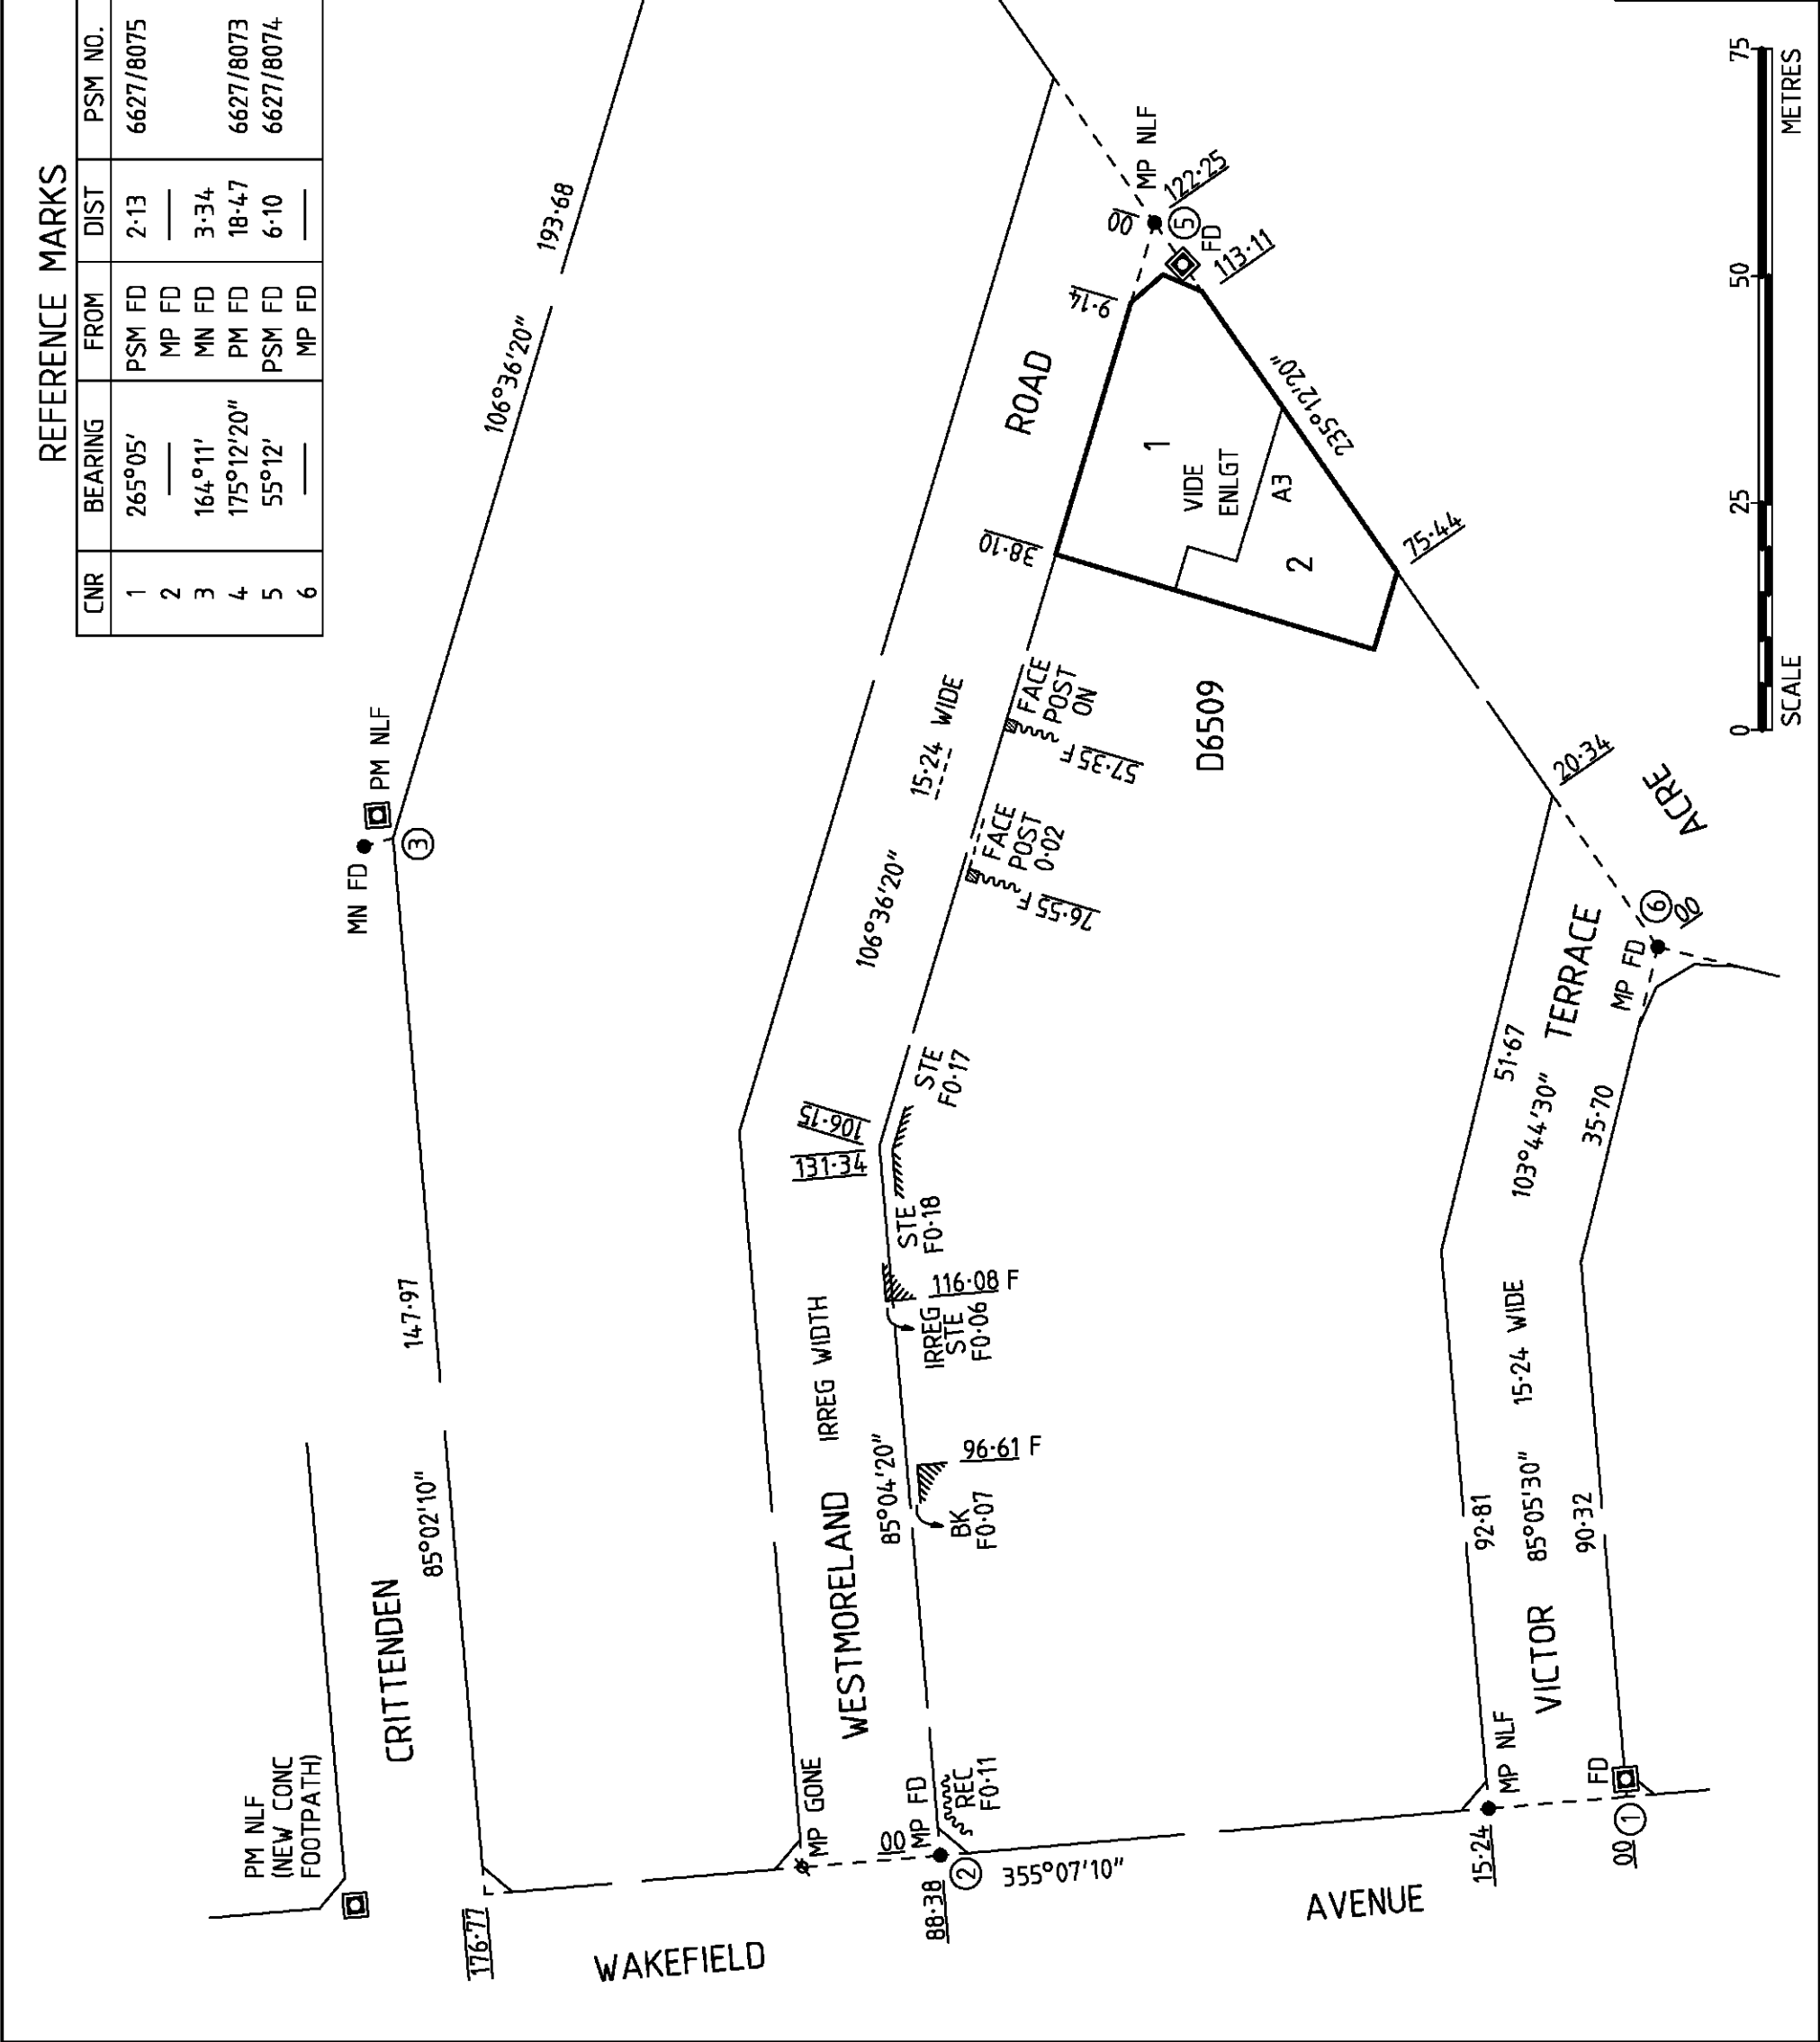 REFERENCE MARKS
CNR BEARING FROM DIST PSM NO.
1 265°05' PSM FD 2·13 6627/8075
2 — MP FD —
3 164°11' MN FD 3·34
4 175°12'20" PM FD 18·47 6627/8073
5 55°12' PSM FD 6·10 6627/8074
6 — MP FD —
PM NLF
(NEW CONC
FOOTPATH)
CRITTENDEN
85°02'10"
147·97
MN FD
PM NLF
3
106°36'20"
193·68
176·77
WAKEFIELD
AVENUE
355°07'10"
MP GONE
WESTMORELAND
IRREG WIDTH
131·34
106·15
106°36'20"
15·24 WIDE
ROAD
00
MP FD
88·38
2
REC
F0·11
85°04'20"
BK
F0·07
96·61 F
IRREG
STE
F0·06
116·08 F
STE
F0·18
STE
F0·17
FACE
POST
0·02
76·55 F
FACE
POST
ON
57·35 F
38·10
9·14
00
MP NLF
5
122·25
FD
113·11
1
VIDE
ENLGT
A3
2
235°12'20"
75·44
D6509
20·34
ACRE
6
00
MP FD
15·24
MP NLF
92·81
51·67
VICTOR
85°05'30"
15·24 WIDE
103°44'30"
TERRACE
FD
1
00
90·32
35·70
0 25 50 75
SCALE METRES